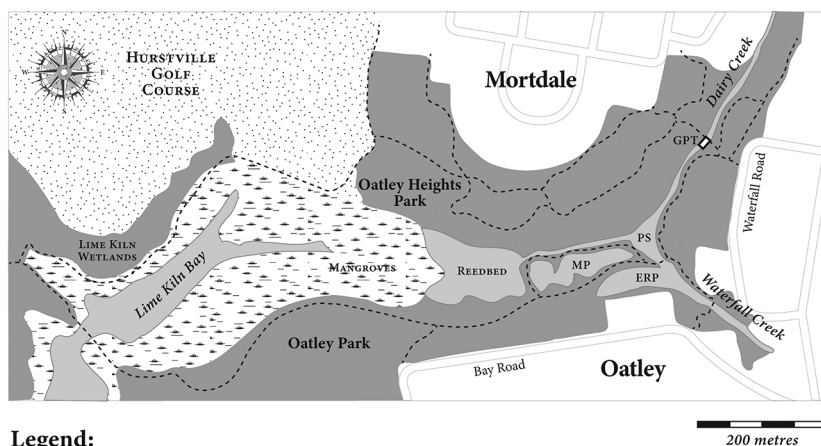 N
W
E
S
Hurstville
Golf
Course
Mortdale
Dairy Creek
GPT
Waterfall Road
Oatley Heights
Park
Lime Kiln
Wetlands
Lime Kiln Bay
Mangroves
Reedbed
MP
PS
ERP
Waterfall Creek
Oatley Park
Bay Road
Oatley
Legend:
200 metres